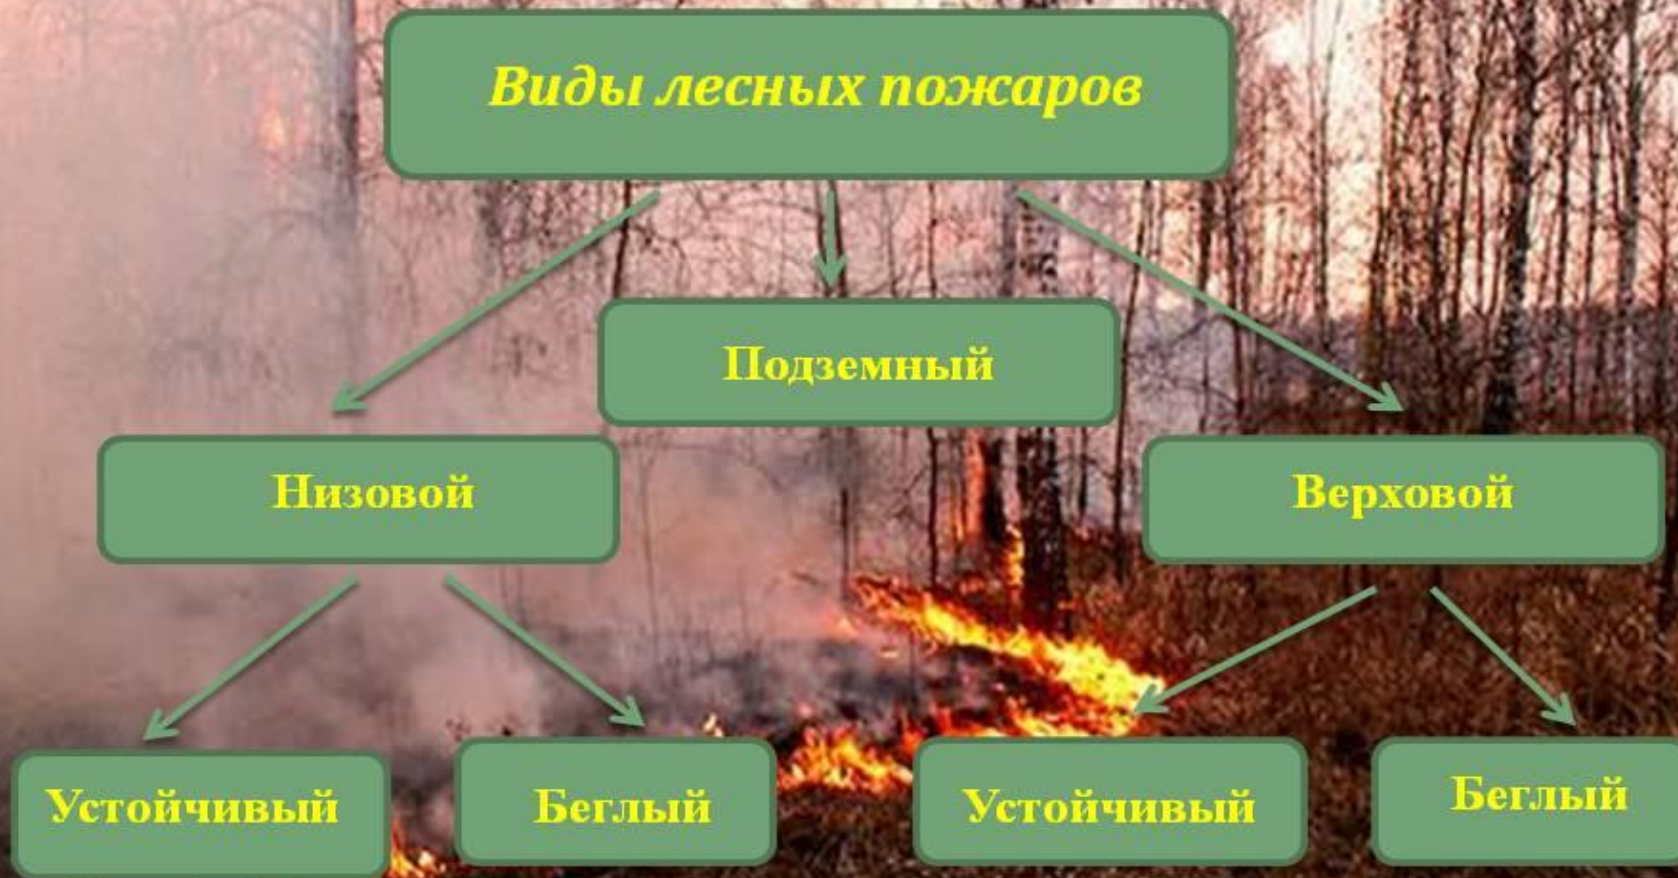 Виды лесных пожаров
Подземный
Низовой
Верховой
Устойчивый
Беглый
Устойчивый
Беглый